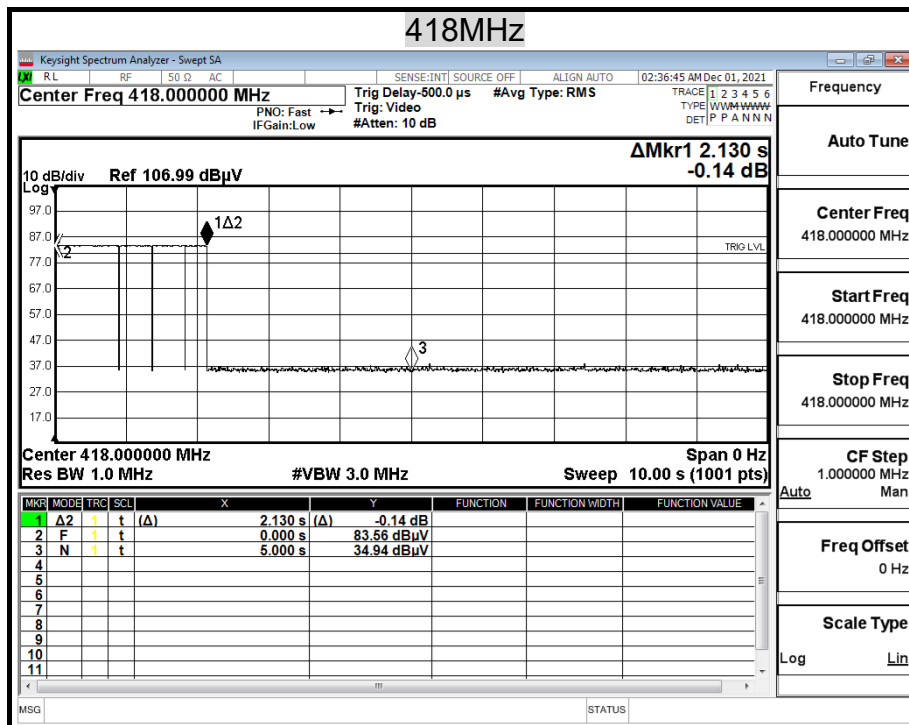 418MHz
Keysight Spectrum Analyzer - Swept SA
LXI RL RF 50 Ω AC SENSE:INT SOURCE OFF ALIGN AUTO 02:36:45 AM Dec 01, 2021
Center Freq 418.000000 MHz
PNO: Fast
IFGain:Low
Trig Delay-500.0 µs
Trig: Video
#Atten: 10 dB
#Avg Type: RMS
TRACE 1 2 3 4 5 6
TYPE WWMWWW
DET P P A N N N
ΔMkr1 2.130 s
-0.14 dB
10 dB/div Ref 106.99 dBµV
Log
97.0
87.0
77.0
67.0
57.0
47.0
37.0
27.0
17.0
1Δ2
2
TRIG LVL
3
Center 418.000000 MHz Span 0 Hz
Res BW 1.0 MHz #VBW 3.0 MHz Sweep 10.00 s (1001 pts)
MKR MODE TRC SCL X Y FUNCTION FUNCTION WIDTH FUNCTION VALUE
1 Δ2 1 t (Δ) 2.130 s (Δ) -0.14 dB
2 F 1 t 0.000 s 83.56 dBµV
3 N 1 t 5.000 s 34.94 dBµV
4
5
6
7
8
9
10
11
MSG STATUS
Frequency
Auto Tune
Center Freq
418.000000 MHz
Start Freq
418.000000 MHz
Stop Freq
418.000000 MHz
CF Step
1.000000 MHz
Auto Man
Freq Offset
0 Hz
Scale Type
Log Lin